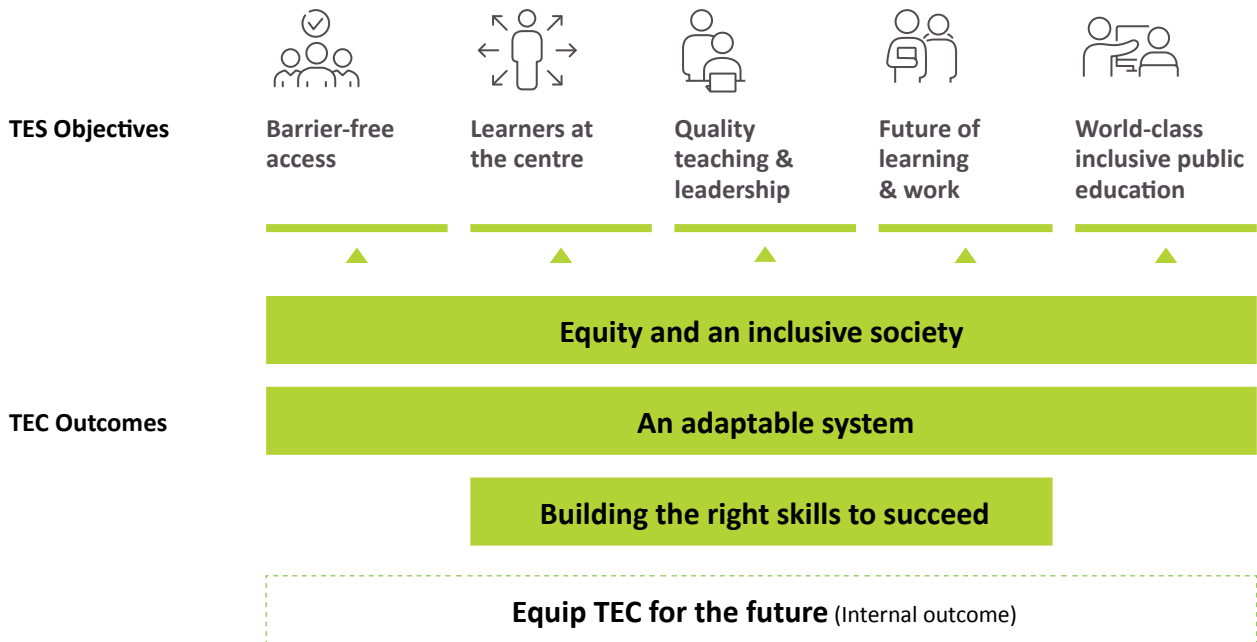 TES Objectives
Barrier-free
access
Learners at
the centre
Quality
teaching &
leadership
Future of
learning
& work
World-class
inclusive public
education
Equity and an inclusive society
TEC Outcomes
An adaptable system
Building the right skills to succeed
Equip TEC for the future (Internal outcome)